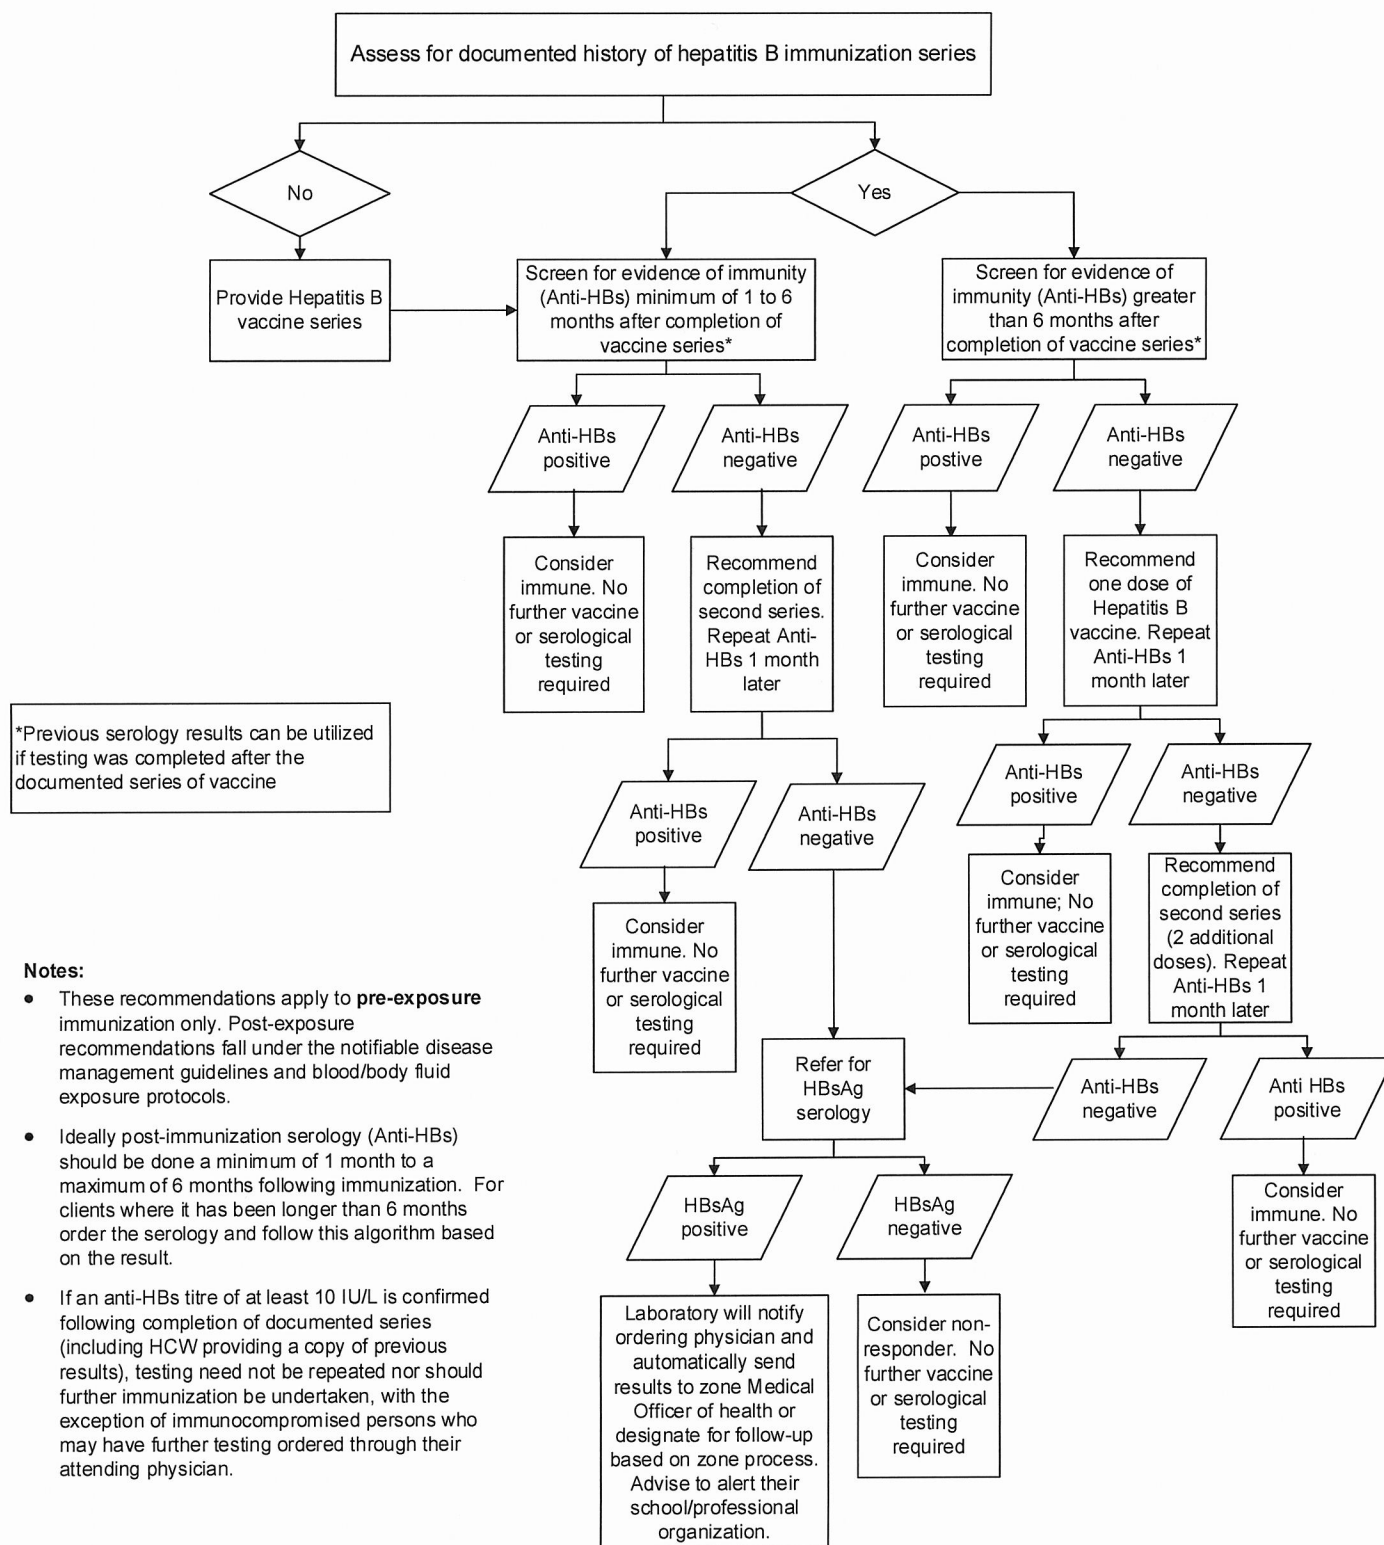 Assess for documented history of hepatitis B immunization series
No
Yes
Provide Hepatitis B
vaccine series
Screen for evidence of immunity
(Anti-HBs) minimum of 1 to 6
months after completion of
vaccine series*
Screen for evidence of
immunity (Anti-HBs) greater
than 6 months after
completion of vaccine series*
Anti-HBs
positive
Anti-HBs
negative
Anti-HBs
postive
Anti-HBs
negative
Consider
immune. No
further vaccine
or serological
testing
required
Recommend
completion of
second series.
Repeat Anti-
HBs 1 month
later
Consider
immune. No
further vaccine
or serological
testing
required
Recommend
one dose of
Hepatitis B
vaccine. Repeat
Anti-HBs 1
month later
*Previous serology results can be utilized
if testing was completed after the
documented series of vaccine
Anti-HBs
positive
Anti-HBs
negative
Anti-HBs
positive
Anti-HBs
negative
Consider
immune. No
further vaccine
or serological
testing
required
Consider
immune; No
further vaccine
or serological
testing
required
Recommend
completion of
second series
(2 additional
doses). Repeat
Anti-HBs 1
month later
Refer for
HBsAg
serology
Anti-HBs
negative
Anti HBs
positive
HBsAg
positive
HBsAg
negative
Consider
immune. No
further vaccine
or serological
testing
required
Laboratory will notify
ordering physician and
automatically send
results to zone Medical
Officer of health or
designate for follow-up
based on zone process.
Advise to alert their
school/professional
organization.
Consider non-
responder. No
further vaccine
or serological
testing
required
Notes:
• These recommendations apply to pre-exposure
immunization only. Post-exposure
recommendations fall under the notifiable disease
management guidelines and blood/body fluid
exposure protocols.
• Ideally post-immunization serology (Anti-HBs)
should be done a minimum of 1 month to a
maximum of 6 months following immunization. For
clients where it has been longer than 6 months
order the serology and follow this algorithm based
on the result.
• If an anti-HBs titre of at least 10 IU/L is confirmed
following completion of documented series
(including HCW providing a copy of previous
results), testing need not be repeated nor should
further immunization be undertaken, with the
exception of immunocompromised persons who
may have further testing ordered through their
attending physician.